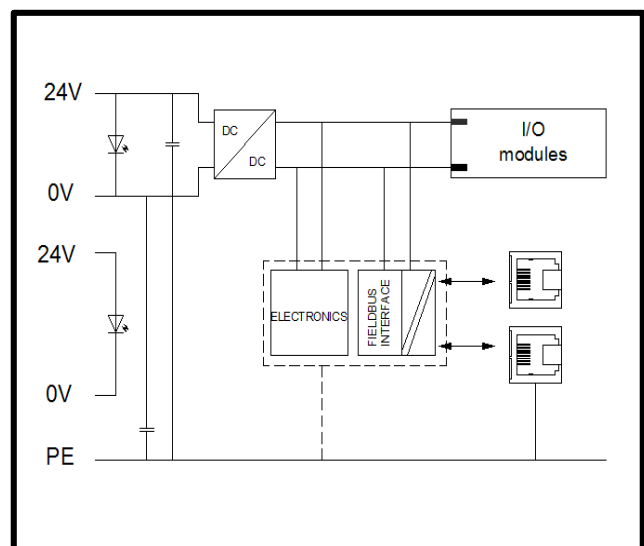 24V
DC
DC
I/O
modules
0V
24V
ELECTRONICS
FIELDBUS
INTERFACE
0V
PE